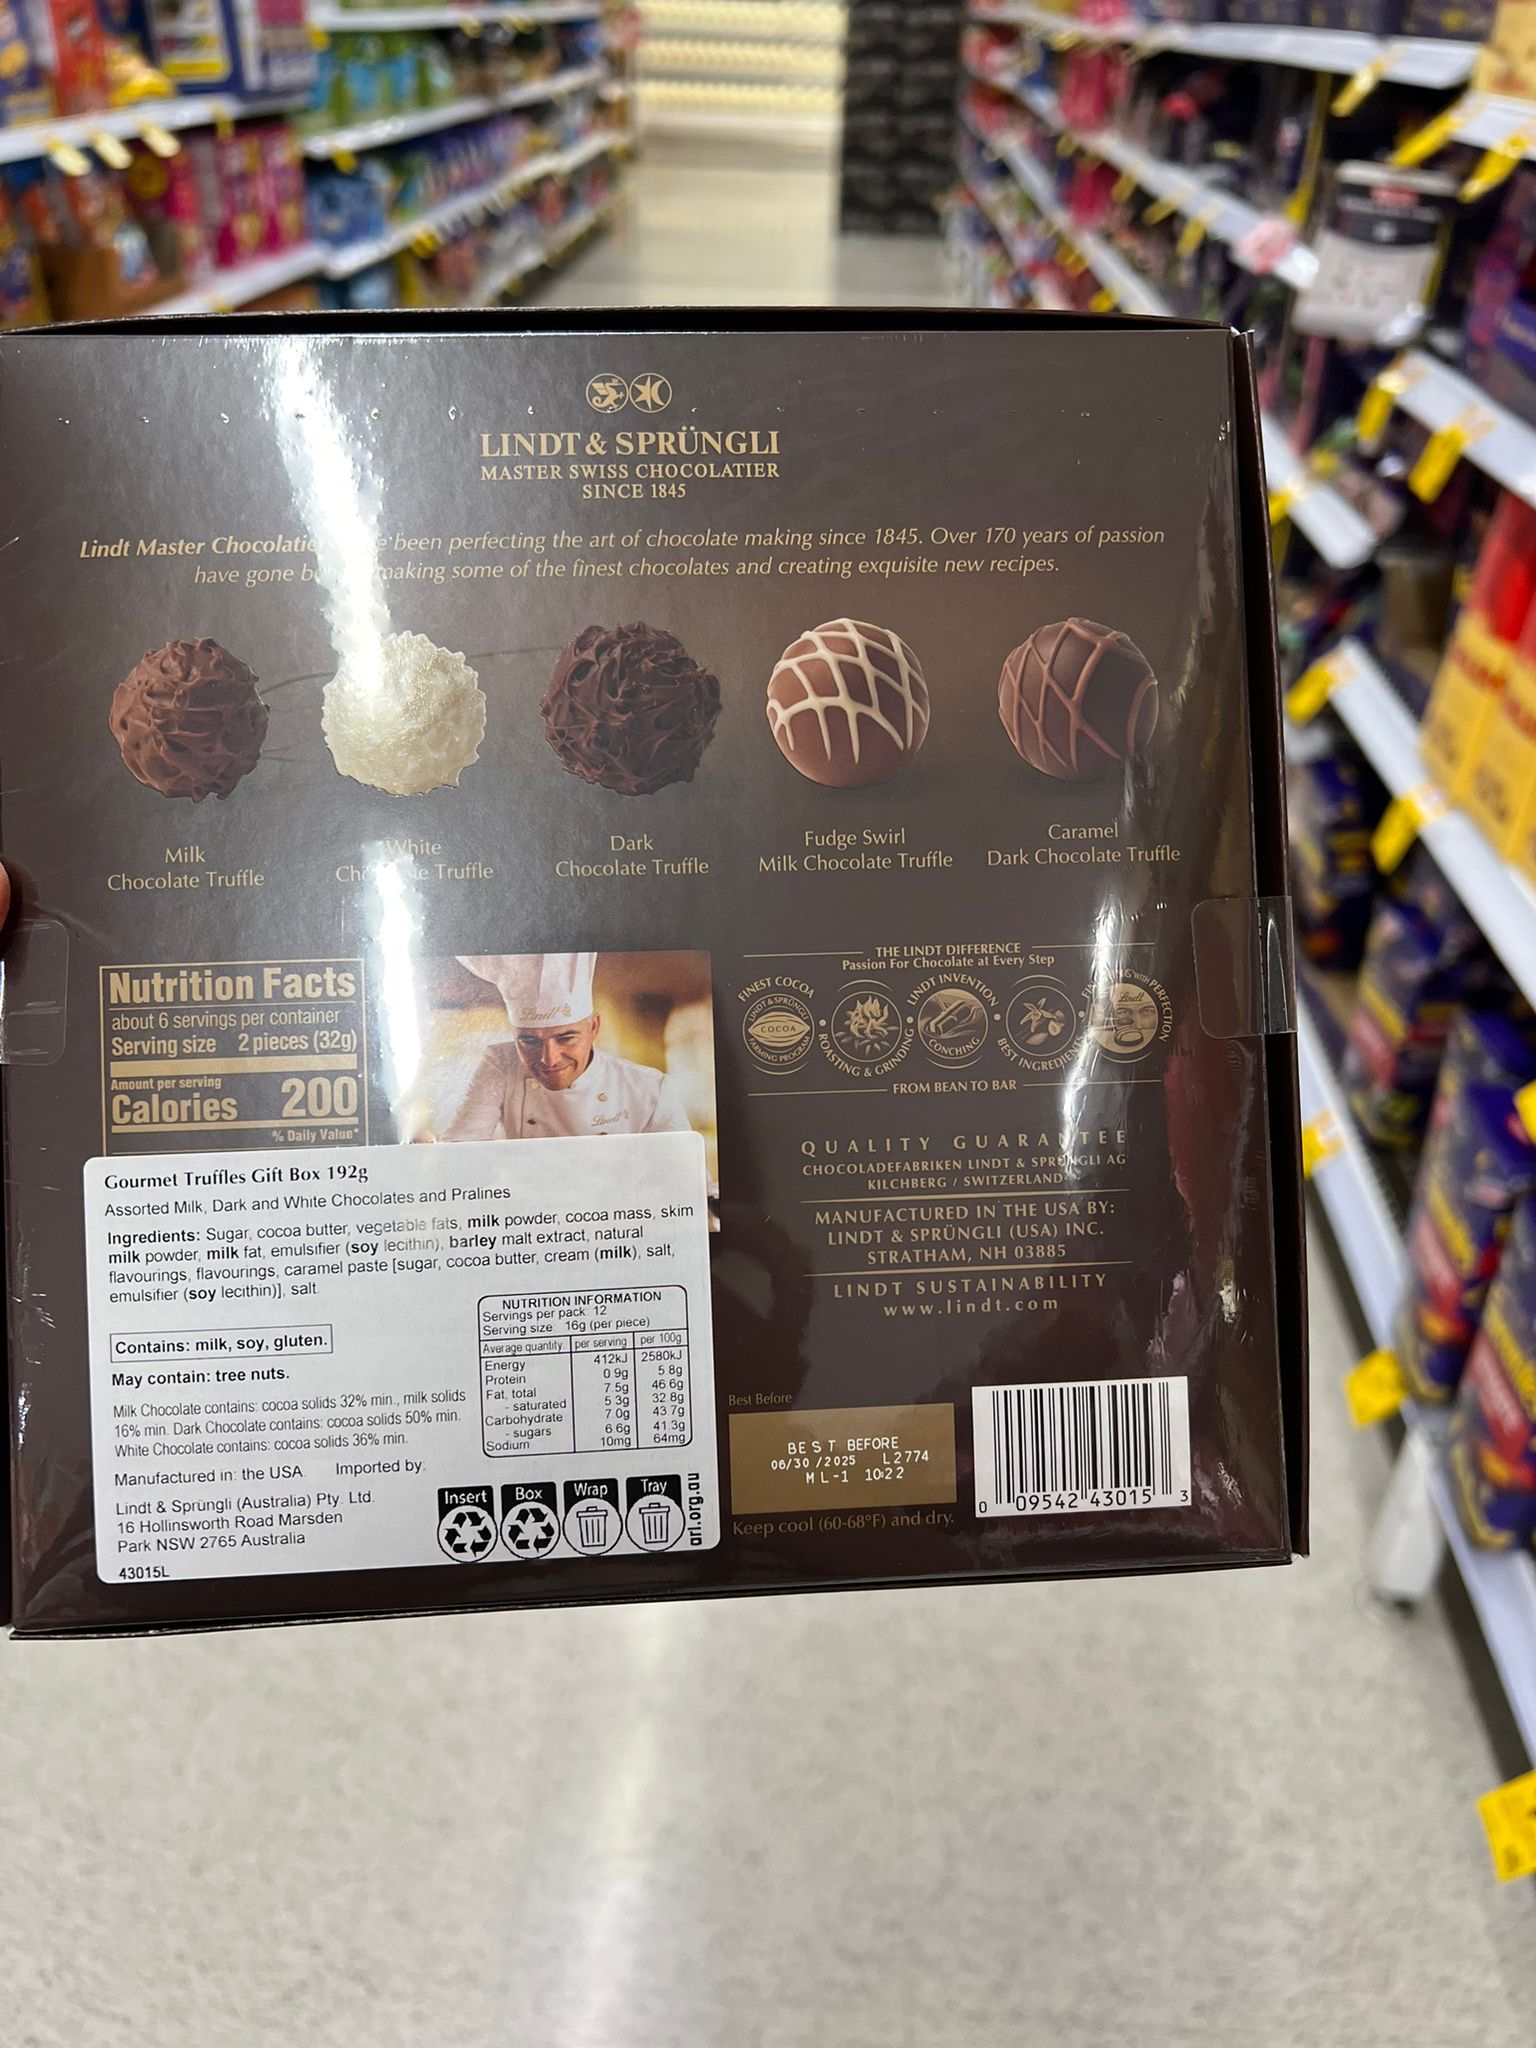 LINDT & SPRÜNGLI
MASTER SWISS CHOCOLATIER
SINCE 1845
Lindt Master been perfecting the art of chocolate making since 1845. Over 170 years of passion
have gone making some of the finest chocolates and creating exquisite new recipes.
Milk
Chocolate Truffle
White
Truffle
Dark
Chocolate Truffle
Fudge Swirl
Milk Chocolate Truffle
Caramel
Dark Chocolate Truffle
Nutrition Facts
about 6 servings per container
Serving size 2 pieces (32g)
Amount per serving
Calories 200
% Daily Value*
Lindt
Lindt
THE LINDT DIFFERENCE
Passion For Chocolate at Every Step
FINEST COCOA
LINDT & SPRÜNGLI
COCOA
FARMING PROGRAM
ROASTING & GRINDING
LINDT INVENTION
CONCHING
BEST INGREDIENTS
WITH PERFECTION
Lindt
FROM BEAN TO BAR
QUALITY GUARANTEE
CHOCOLADEFABRIKEN LINDT & SPRÜNGLI AG
KILCHBERG / SWITZERLAND
MANUFACTURED IN THE USA BY:
LINDT & SPRÜNGLI (USA) INC.
STRATHAM, NH 03885
LINDT SUSTAINABILITY
www.lindt.com
Gourmet Truffles Gift Box 192g
Assorted Milk, Dark and White Chocolates and Pralines
Ingredients: Sugar, cocoa butter, vegetable fats, milk powder, cocoa mass, skim
milk powder, milk fat, emulsifier (soy lecithin), barley malt extract, natural
flavourings, flavourings, caramel paste [sugar, cocoa butter, cream (milk), salt,
emulsifier (soy lecithin)], salt.
Contains: milk, soy, gluten.
May contain: tree nuts.
Milk Chocolate contains: cocoa solids 32% min., milk solids
16% min. Dark Chocolate contains: cocoa solids 50% min.
White Chocolate contains: cocoa solids 36% min.
Manufactured in: the USA. Imported by:
Lindt & Sprüngli (Australia) Pty. Ltd.
16 Hollinsworth Road Marsden
Park NSW 2765 Australia
43015L
NUTRITION INFORMATION
Servings per pack: 12
Serving size: 16g (per piece)
Average quantity per serving per 100g
Energy 412kJ 2580kJ
Protein 0.9g 5.8g
Fat, total 7.5g 46.6g
- saturated 5.3g 32.8g
Carbohydrate 7.0g 43.7g
- sugars 6.6g 41.3g
Sodium 10mg 64mg
Insert Box Wrap Tray
arl.org.au
Best Before
BEST BEFORE
06/30/2025 L2774
ML-1 10:22
Keep cool (60-68°F) and dry.
0 09542 43015 3